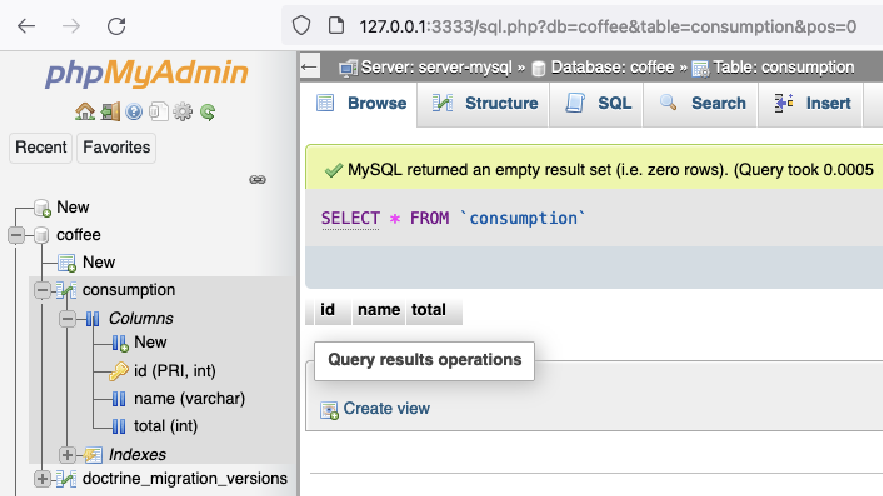 127.0.0.1:3333/sql.php?db=coffee&table=consumption&pos=0
phpMyAdmin
Recent
Favorites
New
coffee
New
consumption
Columns
New
id (PRI, int)
name (varchar)
total (int)
Indexes
doctrine_migration_versions
Server: server-mysql » Database: coffee » Table: consumption
Browse Structure SQL Search Insert
MySQL returned an empty result set (i.e. zero rows). (Query took 0.0005
SELECT * FROM `consumption`
id name total
Query results operations
Create view